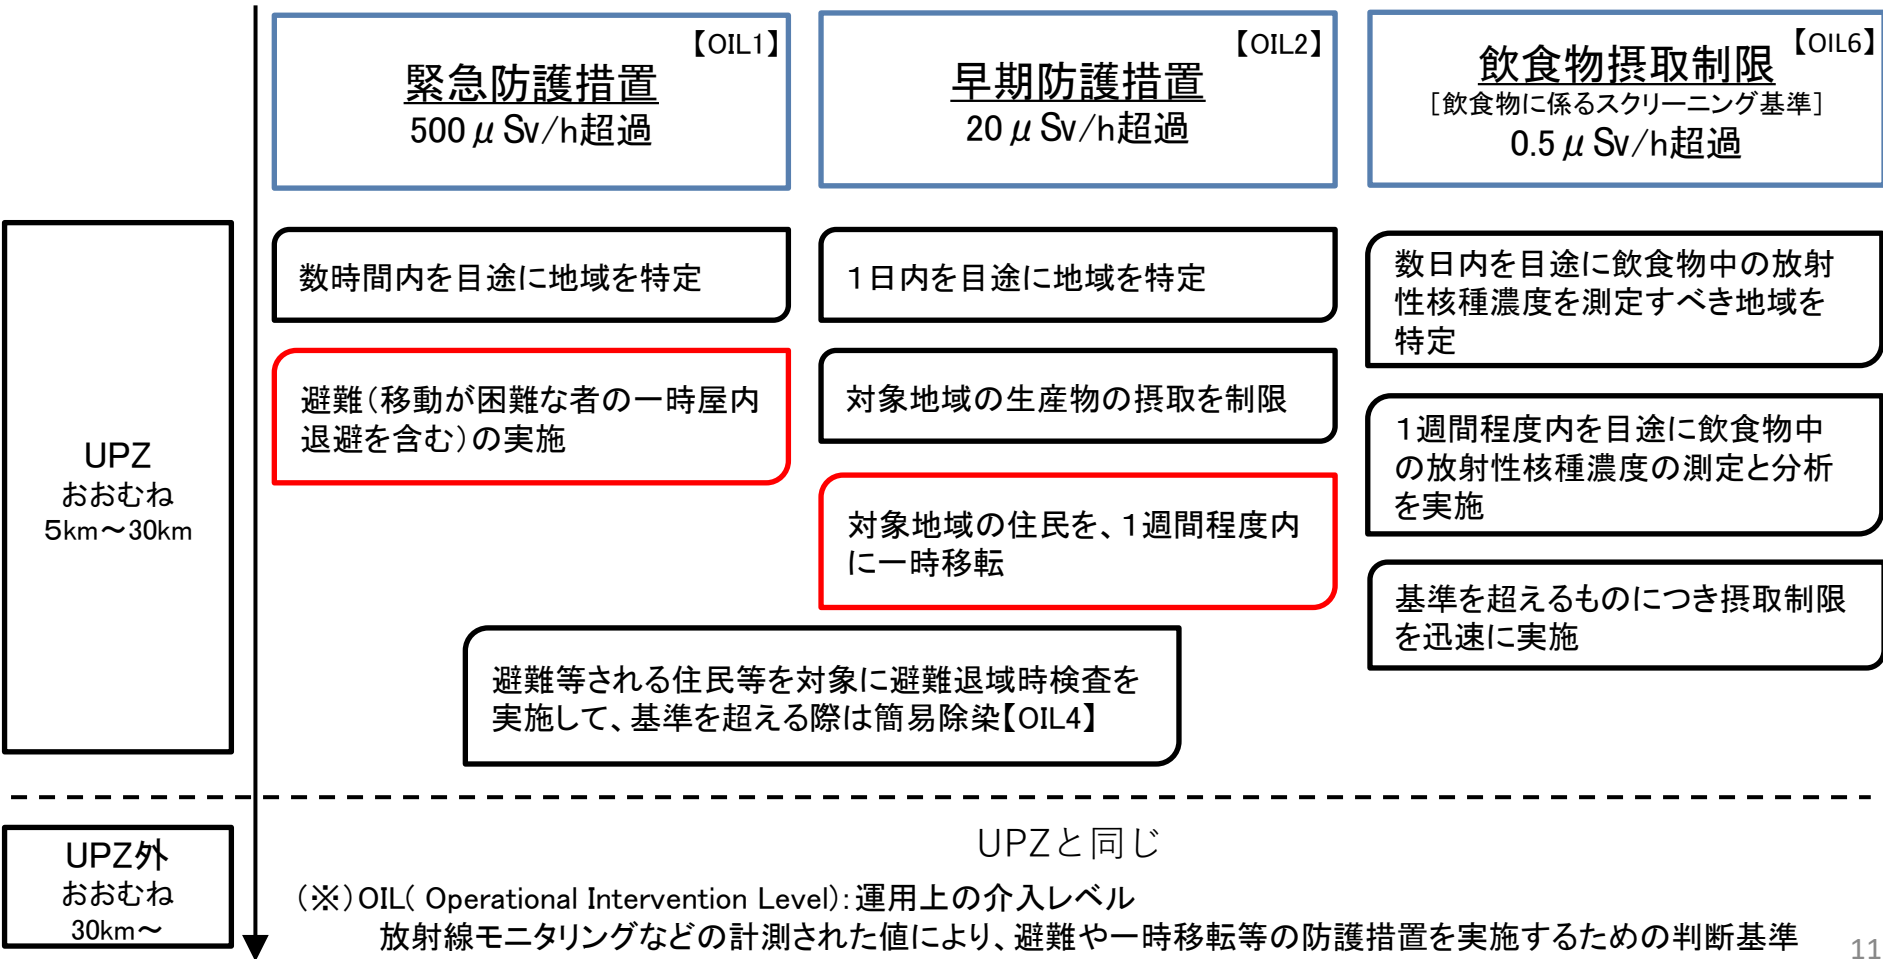 【OIL1】
緊急防護措置
500μSv/h超過
【OIL2】
早期防護措置
20μSv/h超過
【OIL6】
飲食物摂取制限
[飲食物に係るスクリーニング基準]
0.5μSv/h超過
UPZ
おおむね
5km～30km
数時間内を目途に地域を特定
避難(移動が困難な者の一時屋内
退避を含む)の実施
1日内を目途に地域を特定
対象地域の生産物の摂取を制限
対象地域の住民を、1週間程度内
に一時移転
数日内を目途に飲食物中の放射
性核種濃度を測定すべき地域を
特定
1週間程度内を目途に飲食物中
の放射性核種濃度の測定と分析
を実施
基準を超えるものにつき摂取制限
を迅速に実施
避難等される住民等を対象に避難退域時検査を
実施して、基準を超える際は簡易除染【OIL4】
UPZ外
おおむね
30km～
UPZと同じ
(※)OIL( Operational Intervention Level):運用上の介入レベル
放射線モニタリングなどの計測された値により、避難や一時移転等の防護措置を実施するための判断基準
11